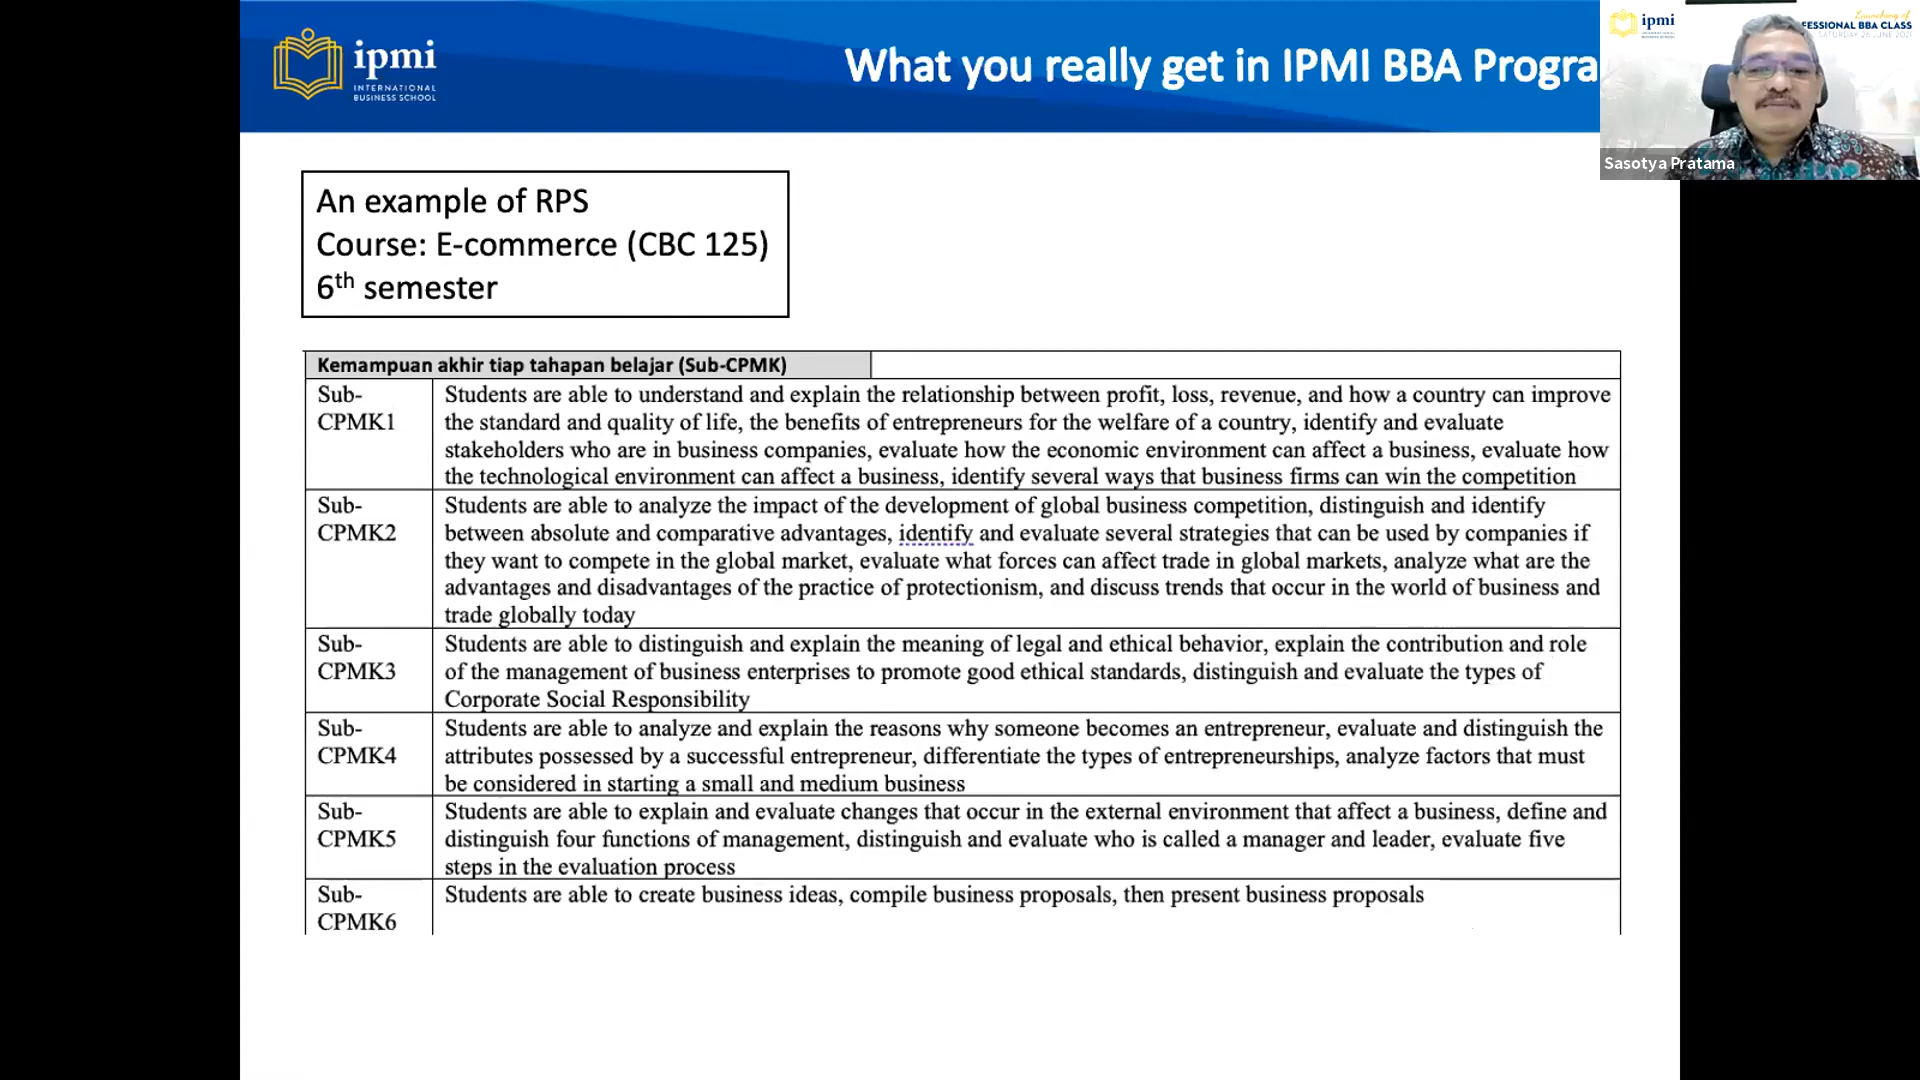 ipmi
INTERNATIONAL
BUSINESS SCHOOL
What you really get in IPMI BBA Progra
ipmi
Launching of
FESSIONAL BBA CLASS
SATURDAY 26 JUNE 2021
Sasotya Pratama
An example of RPS
Course: E-commerce (CBC 125)
6th semester
Kemampuan akhir tiap tahapan belajar (Sub-CPMK)
Sub-
CPMK1
Students are able to understand and explain the relationship between profit, loss, revenue, and how a country can improve
the standard and quality of life, the benefits of entrepreneurs for the welfare of a country, identify and evaluate
stakeholders who are in business companies, evaluate how the economic environment can affect a business, evaluate how
the technological environment can affect a business, identify several ways that business firms can win the competition
Sub-
CPMK2
Students are able to analyze the impact of the development of global business competition, distinguish and identify
between absolute and comparative advantages, identify and evaluate several strategies that can be used by companies if
they want to compete in the global market, evaluate what forces can affect trade in global markets, analyze what are the
advantages and disadvantages of the practice of protectionism, and discuss trends that occur in the world of business and
trade globally today
Sub-
CPMK3
Students are able to distinguish and explain the meaning of legal and ethical behavior, explain the contribution and role
of the management of business enterprises to promote good ethical standards, distinguish and evaluate the types of
Corporate Social Responsibility
Sub-
CPMK4
Students are able to analyze and explain the reasons why someone becomes an entrepreneur, evaluate and distinguish the
attributes possessed by a successful entrepreneur, differentiate the types of entrepreneurships, analyze factors that must
be considered in starting a small and medium business
Sub-
CPMK5
Students are able to explain and evaluate changes that occur in the external environment that affect a business, define and
distinguish four functions of management, distinguish and evaluate who is called a manager and leader, evaluate five
steps in the evaluation process
Sub-
CPMK6
Students are able to create business ideas, compile business proposals, then present business proposals